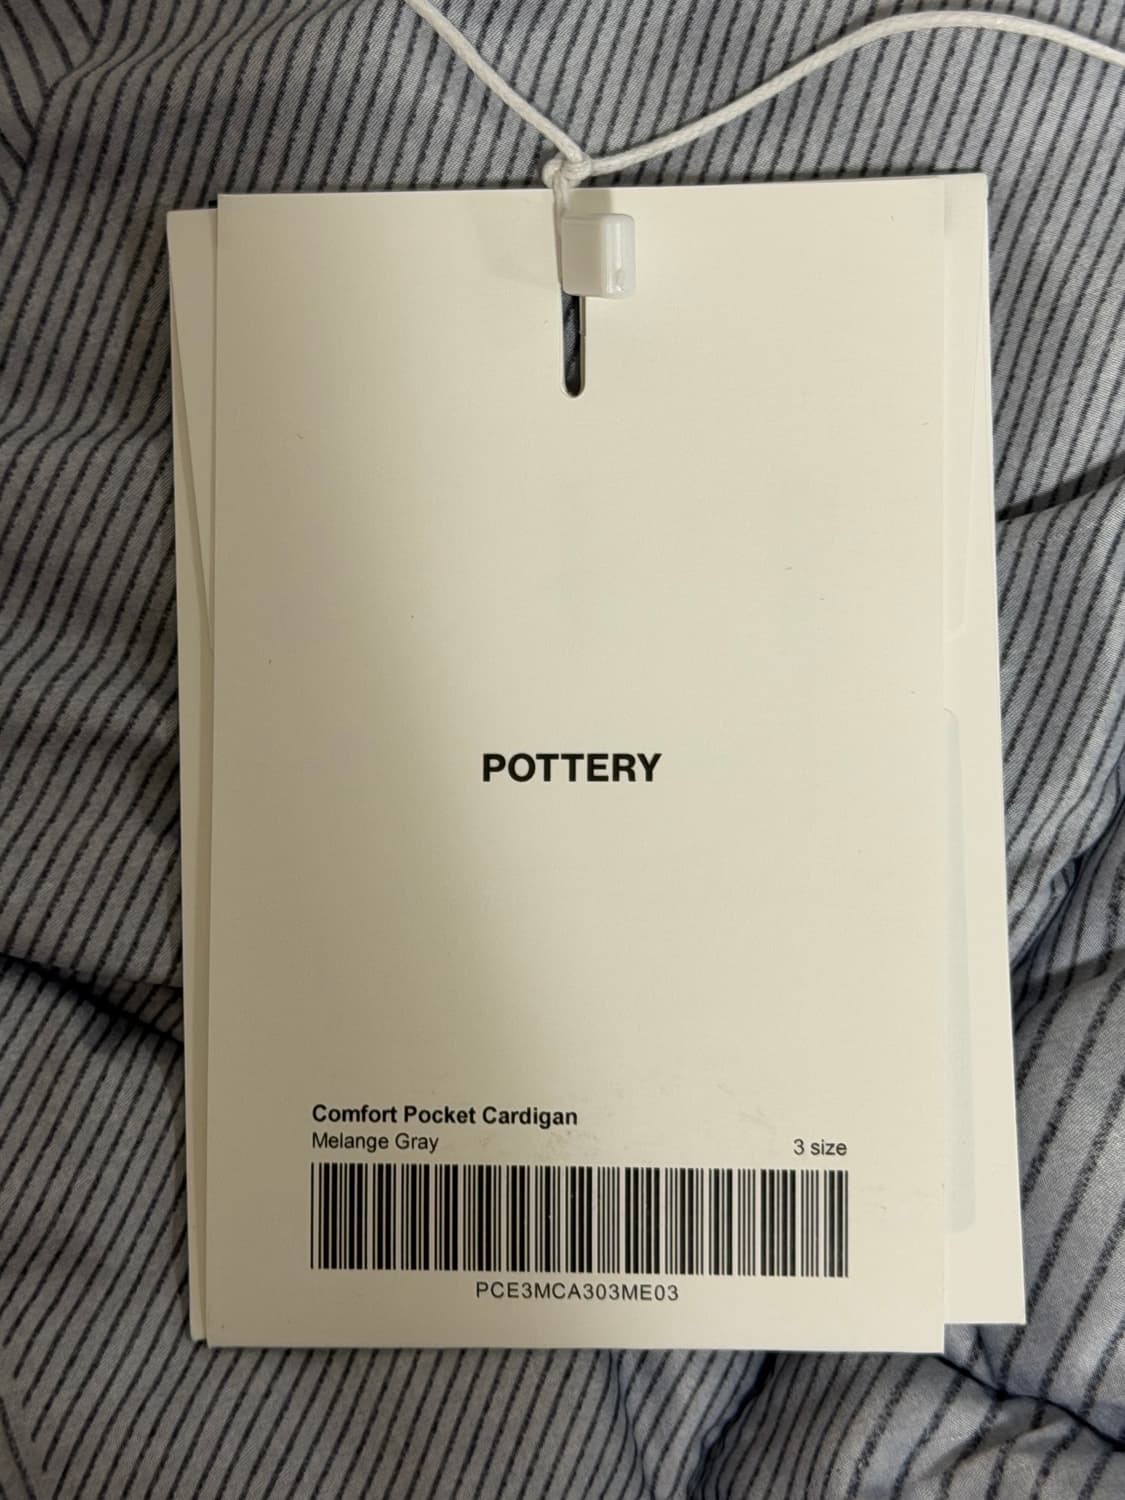 POTTERY
Comfort Pocket Cardigan
Melange Gray
3 size
PCE3MCA303ME03